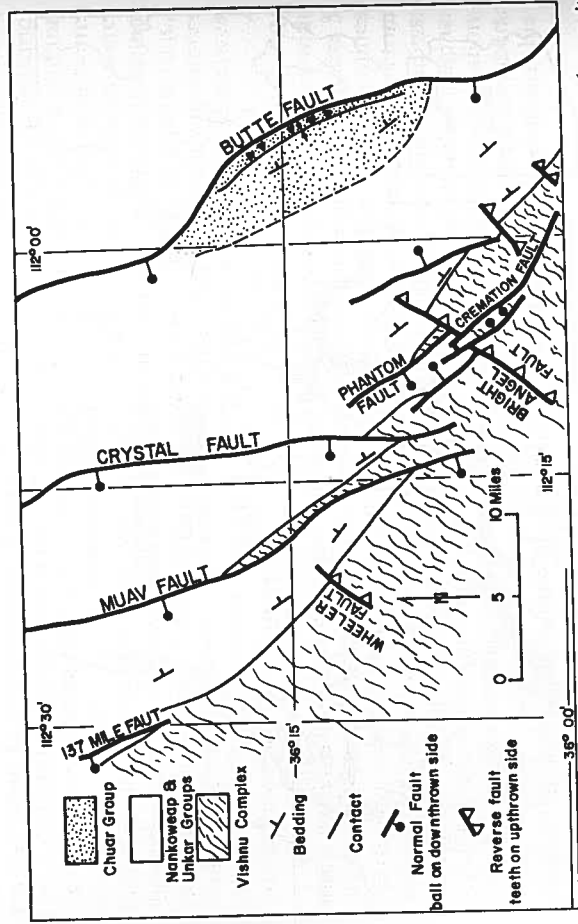 112° 30'
112° 00'
137 MILE FAUT
MUAV FAULT
CRYSTAL FAULT
BUTTE FAULT
PHANTOM
FAULT
CREMATION FAULT
BRIGHT
ANGEL
FAULT
WHEELER
FAULT
36° 15'
36° 00'
112° 15'
0
5
10 Miles
N
Chuar Group
Nankoweap &
Unkar Groups
Vishnu Complex
Bedding
Contact
Normal Fault
ball on downthrown side
Reverse fault
teeth on upthrown side